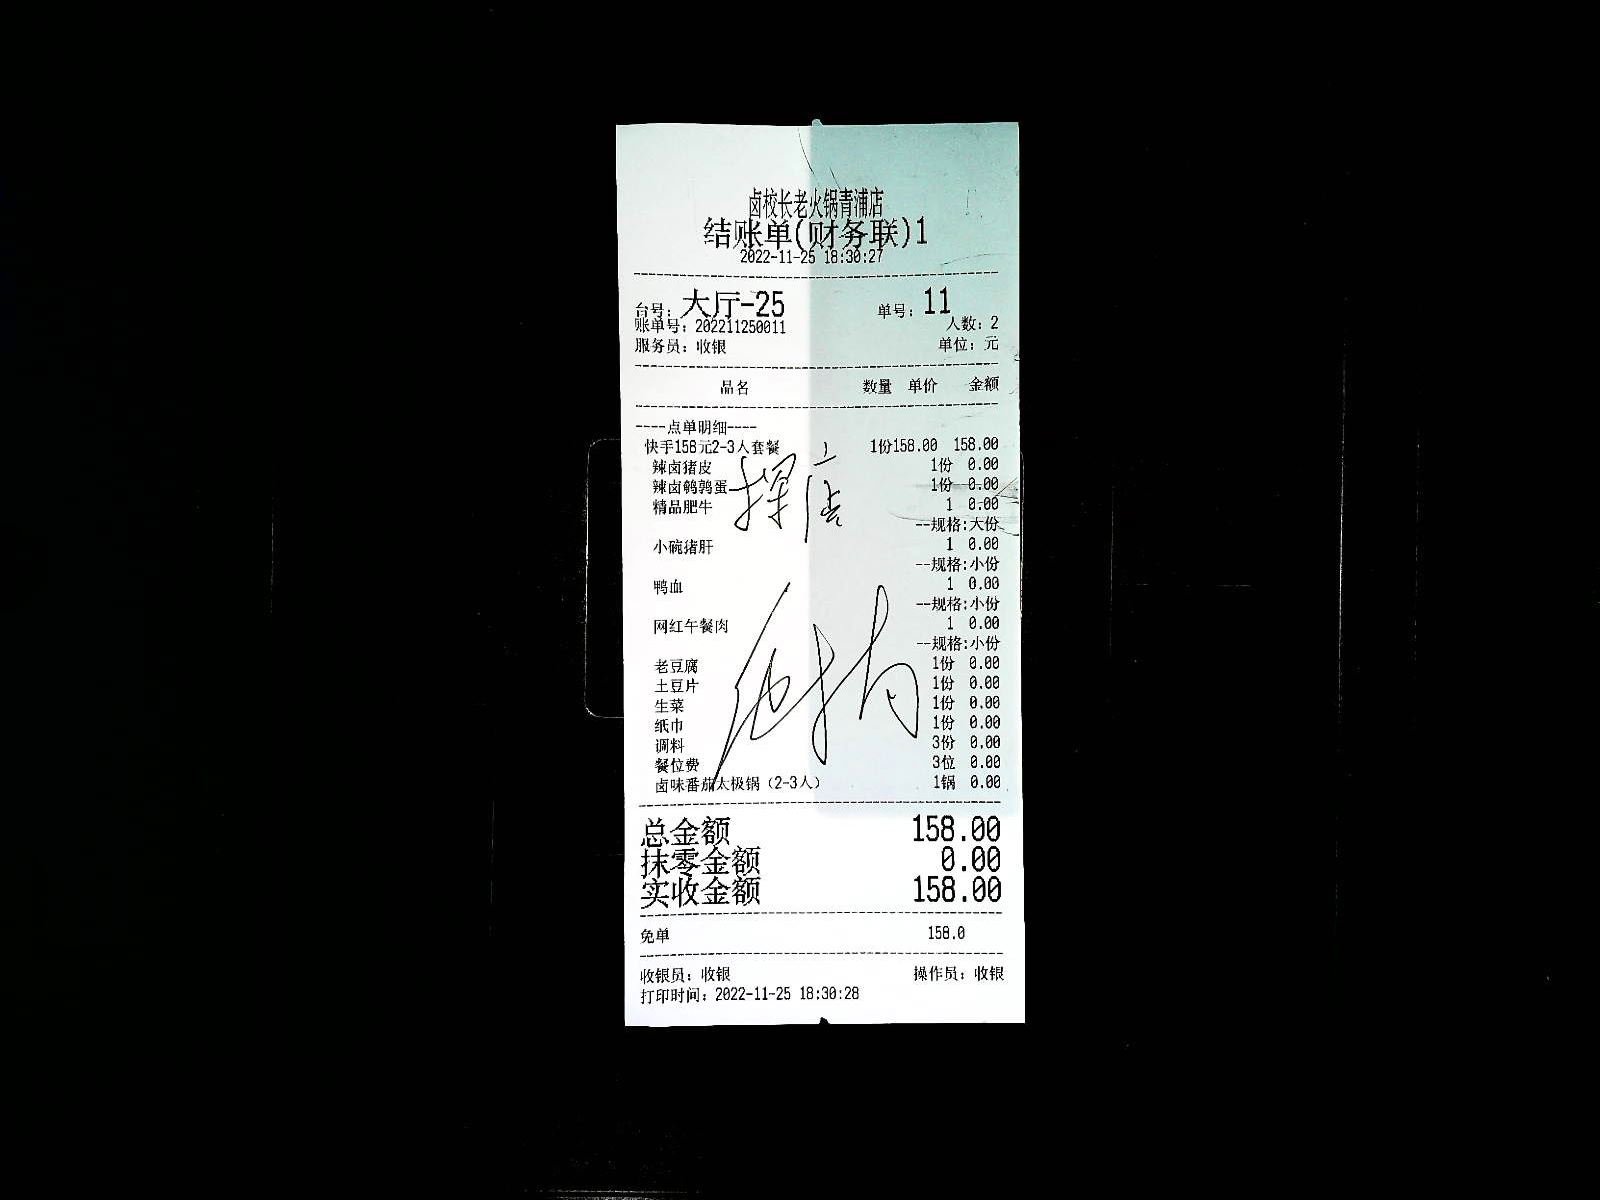 卤校长老火锅青浦店
结账单(财务联)1
2022-11-25 18:30:27
台号: 大厅-25 单号: 11
账单号: 202211250011 人数: 2
服务员: 收银 单位: 元
品名 数量 单价 金额
----点单明细----
快手158元2-3人套餐 1份158.00 158.00
辣卤猪皮 1份 0.00
辣卤鹌鹑蛋 1份 0.00
精品肥牛 1 0.00
--规格:大份
探店
小碗猪肝 1 0.00
--规格:小份
鸭血 1 0.00
--规格:小份
网红午餐肉 1 0.00
--规格:小份
老豆腐 1份 0.00
土豆片 1份 0.00
生菜 1份 0.00
纸巾 1份 0.00
调料 3份 0.00
餐位费 3位 0.00
卤味番茄太极锅（2-3人） 1锅 0.00
总金额 158.00
抹零金额 0.00
实收金额 158.00
免单 158.0
收银员: 收银 操作员: 收银
打印时间: 2022-11-25 18:30:28